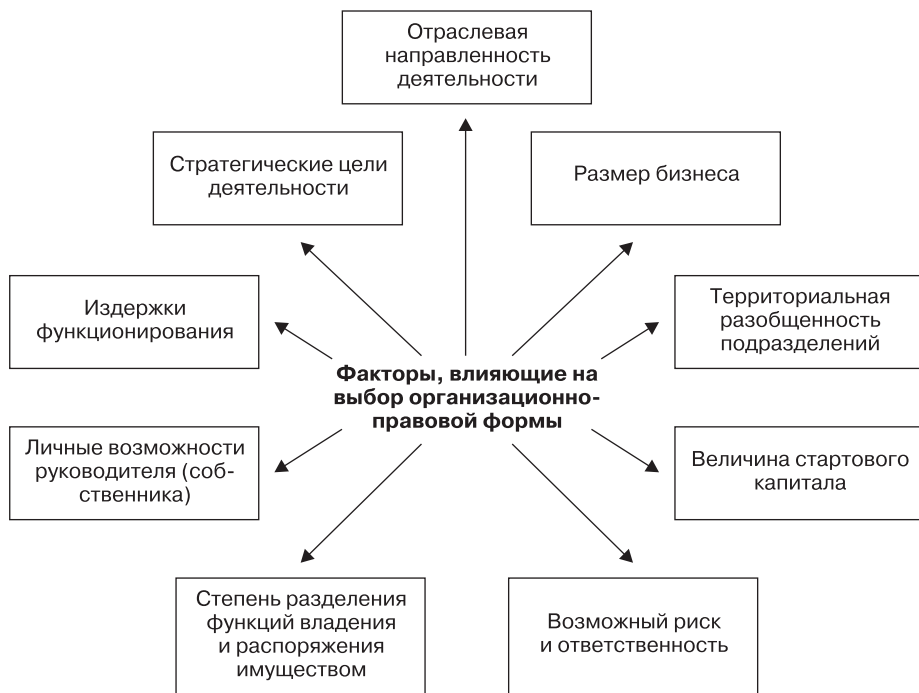 Отраслевая
направленность
деятельности
Стратегические цели
деятельности
Размер бизнеса
Издержки
функционирования
Территориальная
разобщенность
подразделений
Факторы, влияющие на
выбор организационно-
правовой формы
Личные возможности
руководителя (соб-
ственника)
Величина стартового
капитала
Степень разделения
функций владения
и распоряжения
имуществом
Возможный риск
и ответственность